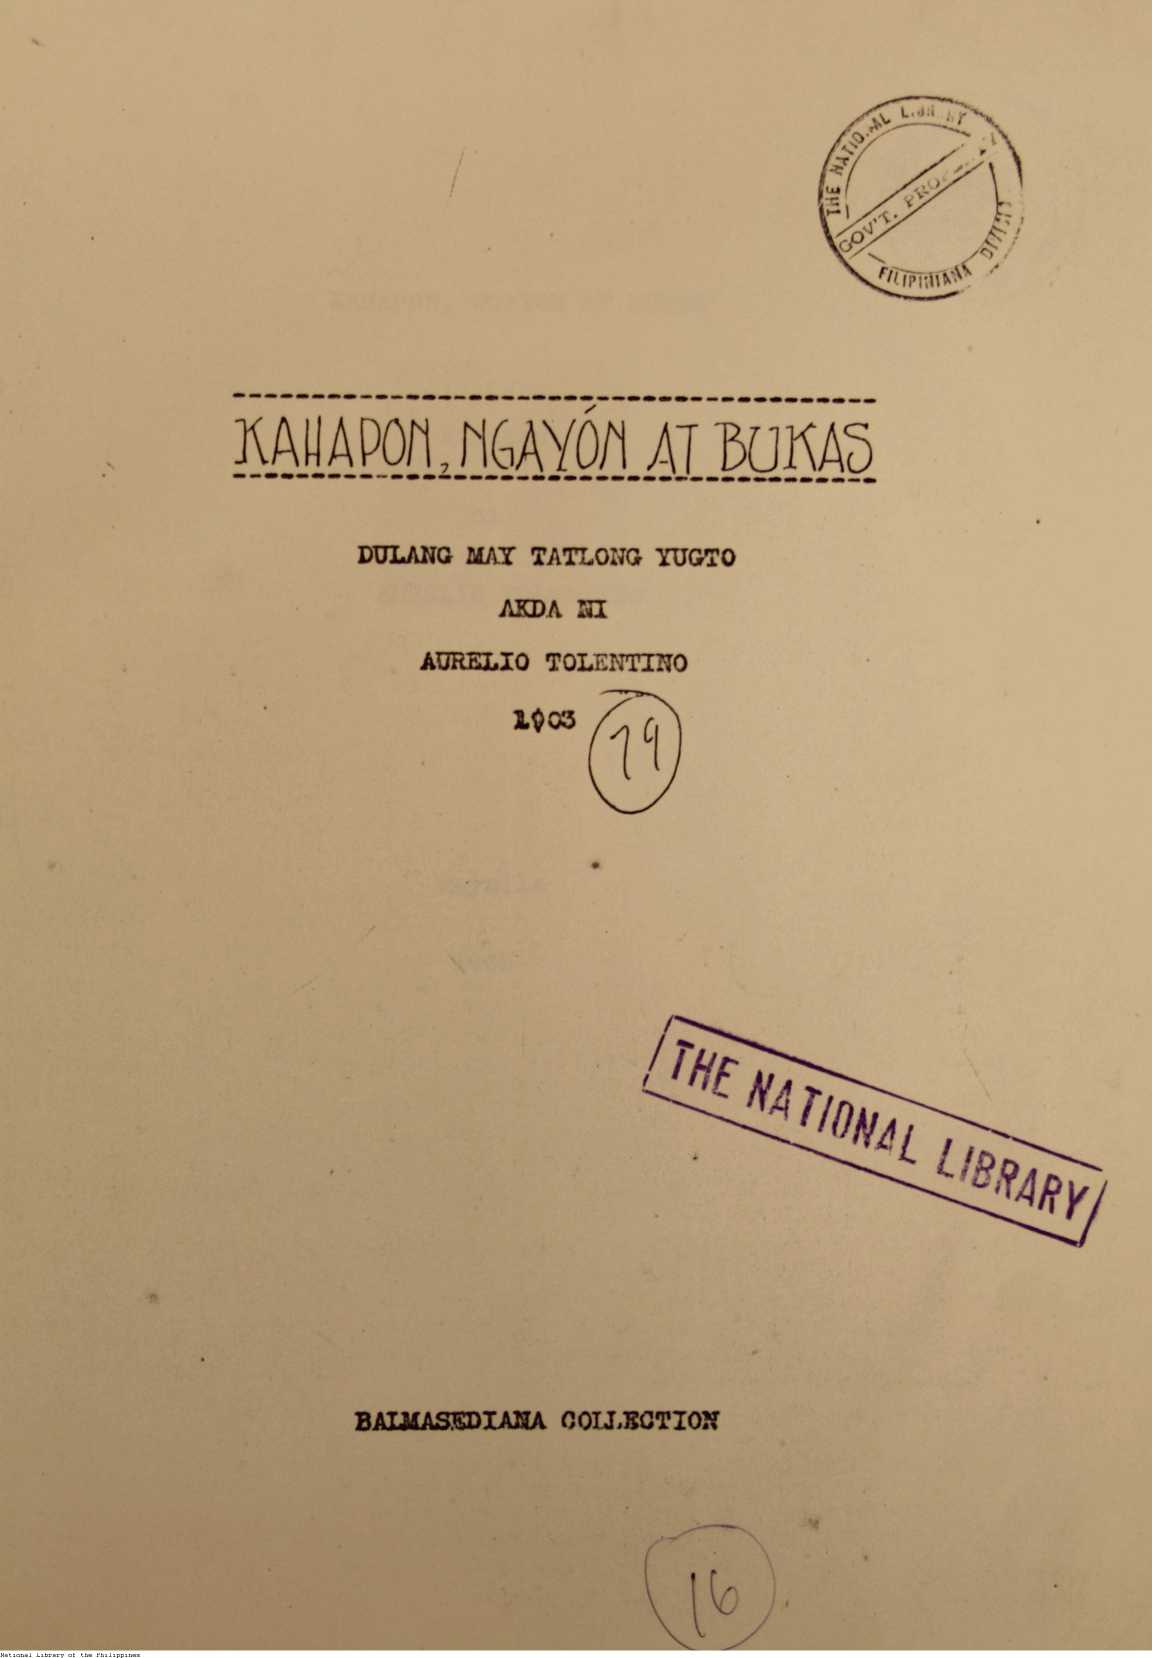 THE NATIONAL LIBRARY
GOV'T. PROPERTY
FILIPINIANA
KAHAPON, NGAYÓN AT BUKAS
DULANG MAY TATLONG YUGTO
AKDA NI
AURELIO TOLENTINO
1903
19
THE NATIONAL LIBRARY
BALMASEDIANA COLLECTION
16
National Library of the Philippines